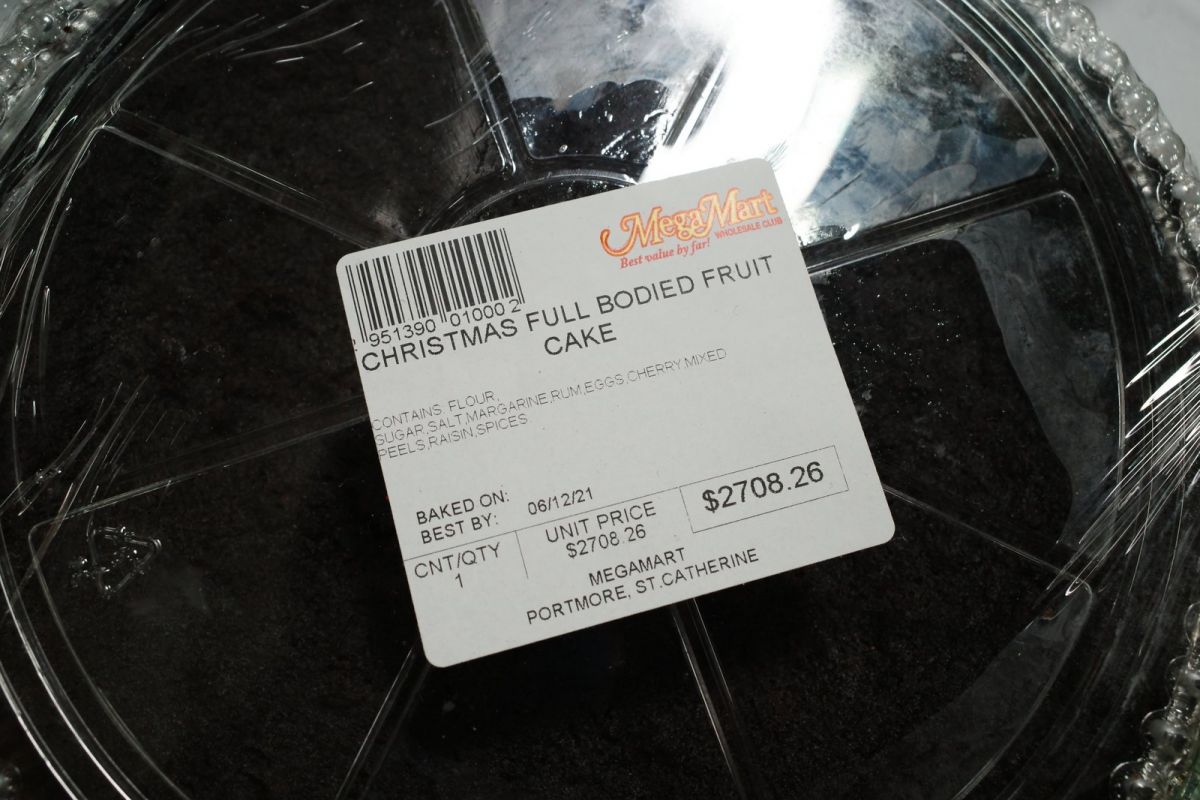 MegaMart
WHOLESALE CLUB
Best value by far!
951390 01000 2
CHRISTMAS FULL BODIED FRUIT
CAKE
CONTAINS, FLOUR,
SUGAR,SALT,MARGARINE,RUM,EGGS,CHERRY,MIXED
PEELS,RAISIN,SPICES
BAKED ON:
BEST BY: 06/12/21
CNT/QTY
1
UNIT PRICE
$2708.26
$2708.26
MEGAMART
PORTMORE, ST.CATHERINE